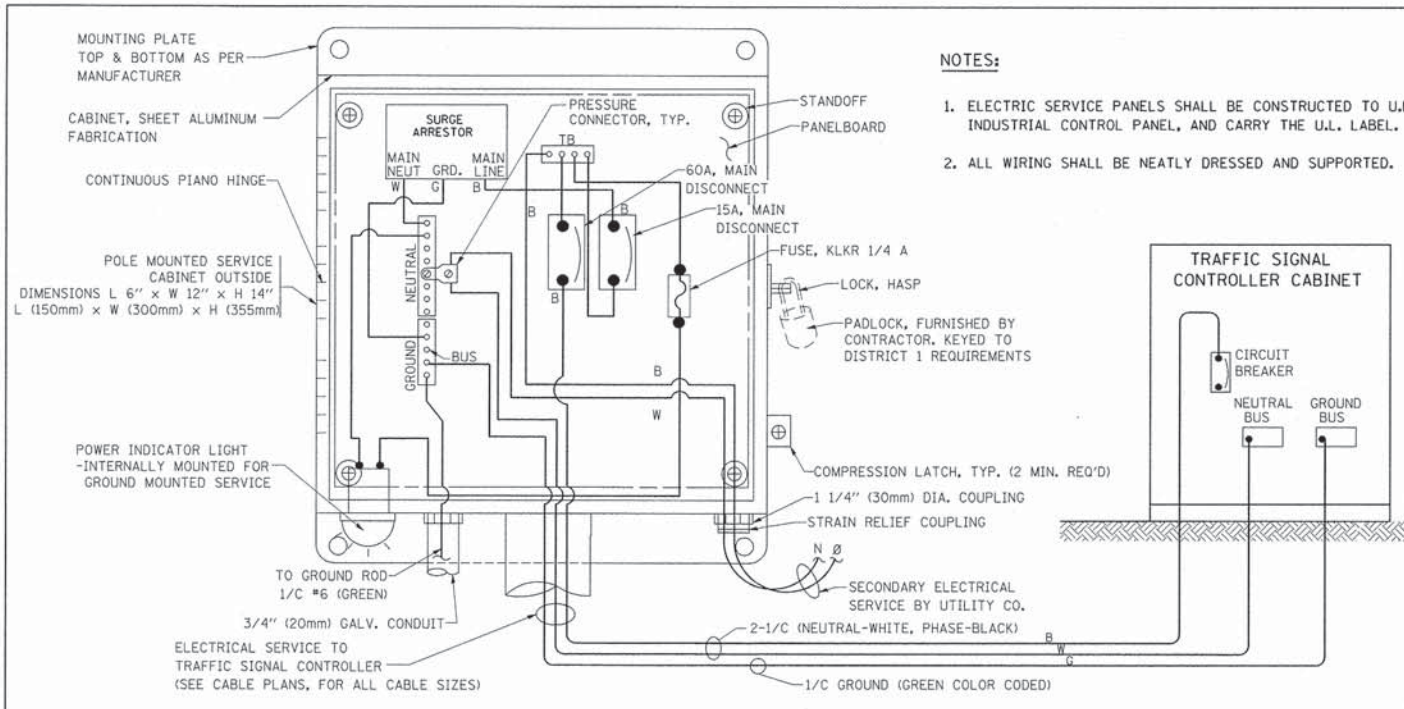 MOUNTING PLATE
TOP & BOTTOM AS PER
MANUFACTURER
CABINET, SHEET ALUMINUM
FABRICATION
CONTINUOUS PIANO HINGE
POLE MOUNTED SERVICE
CABINET OUTSIDE
DIMENSIONS L 6" x W 12" x H 14"
L (150mm) x W (300mm) x H (355mm)
POWER INDICATOR LIGHT
-INTERNALLY MOUNTED FOR
GROUND MOUNTED SERVICE
TO GROUND ROD
1/C #6 (GREEN)
3/4" (20mm) GALV. CONDUIT
ELECTRICAL SERVICE TO
TRAFFIC SIGNAL CONTROLLER
(SEE CABLE PLANS, FOR ALL CABLE SIZES)
SURGE
ARRESTOR
MAIN
NEUT
GRD.
MAIN
LINE
W
G
B
PRESSURE
CONNECTOR, TYP.
TB
NEUTRAL
GROUND
BUS
B
B
B
B
W
60A, MAIN
DISCONNECT
15A, MAIN
DISCONNECT
STANDOFF
PANELBOARD
FUSE, KLKR 1/4 A
LOCK, HASP
PADLOCK, FURNISHED BY
CONTRACTOR. KEYED TO
DISTRICT 1 REQUIREMENTS
COMPRESSION LATCH, TYP. (2 MIN. REQ'D)
1 1/4" (30mm) DIA. COUPLING
STRAIN RELIEF COUPLING
N Ø
SECONDARY ELECTRICAL
SERVICE BY UTILITY CO.
2-1/C (NEUTRAL-WHITE, PHASE-BLACK)
B
W
G
1/C GROUND (GREEN COLOR CODED)
NOTES:
1. ELECTRIC SERVICE PANELS SHALL BE CONSTRUCTED TO
INDUSTRIAL CONTROL PANEL, AND CARRY THE U.L. LABEL.
2. ALL WIRING SHALL BE NEATLY DRESSED AND SUPPORTED.
TRAFFIC SIGNAL
CONTROLLER CABINET
CIRCUIT
BREAKER
NEUTRAL
BUS
GROUND
BUS